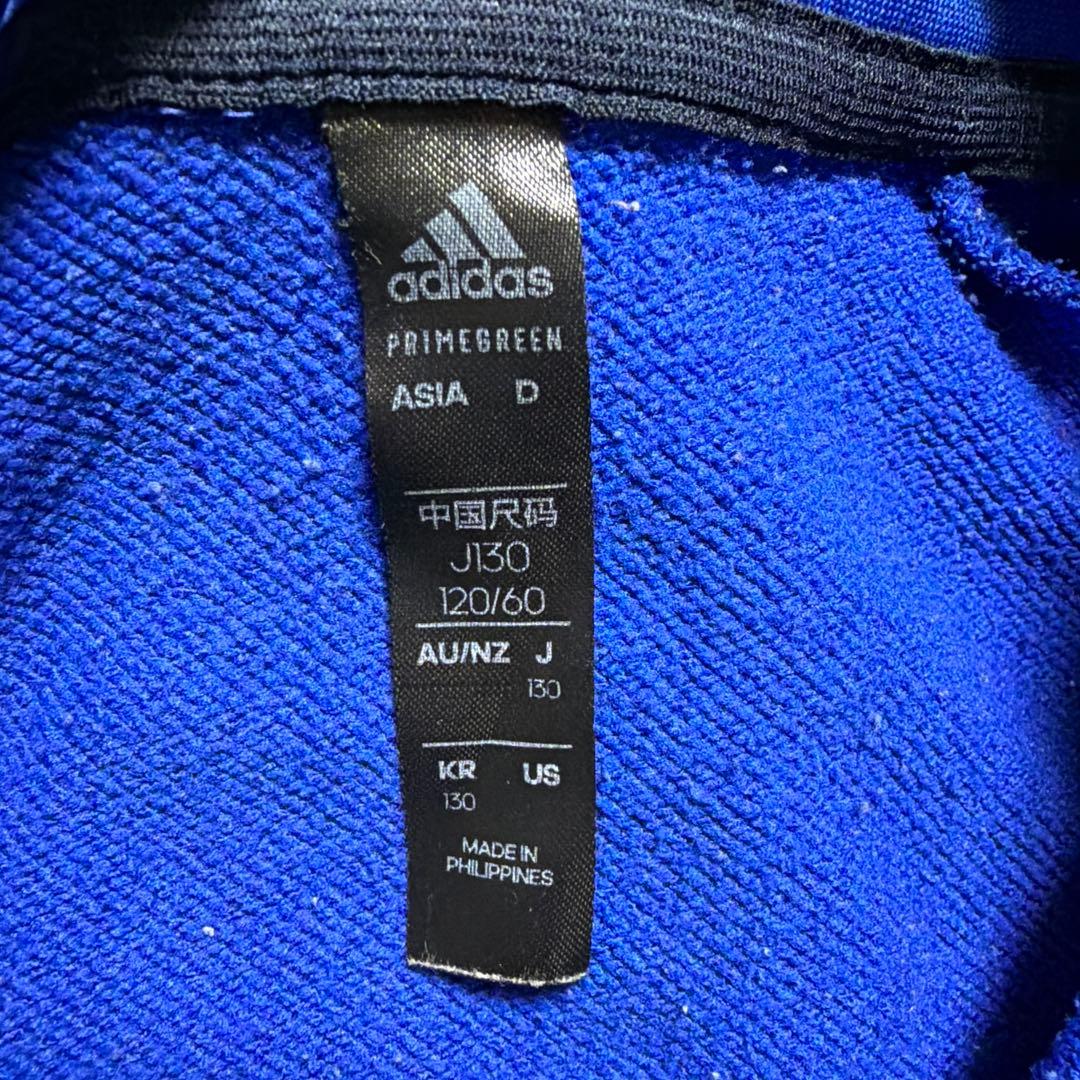 adidas
PRIMEGREEN
ASIA D
中国尺码
J130
120/60
AU/NZ J
130
KR US
130
MADE IN
PHILIPPINES